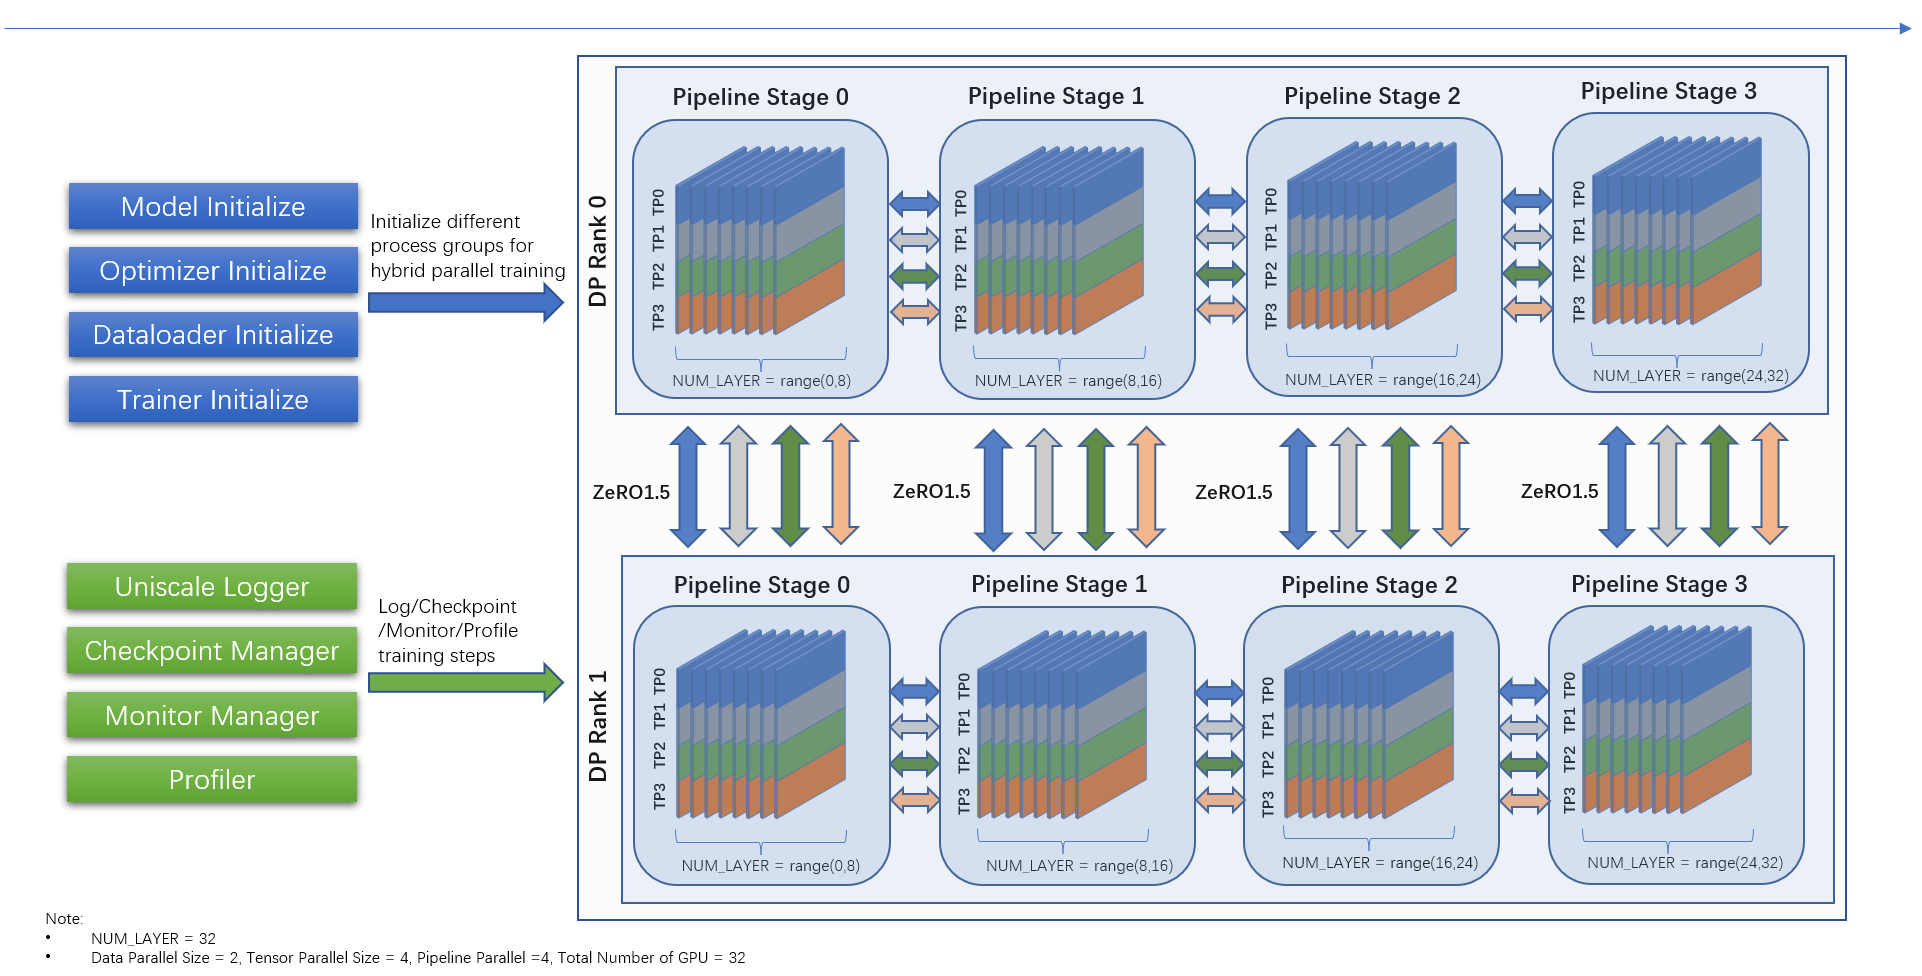 Model Initialize
Optimizer Initialize
Dataloader Initialize
Trainer Initialize
Initialize different
process groups for
hybrid parallel training
Uniscale Logger
Checkpoint Manager
Monitor Manager
Profiler
Log/Checkpoint
/Monitor/Profile
training steps
DP Rank 0
Pipeline Stage 0
TP0
TP1
TP2
TP3
NUM_LAYER = range(0,8)
Pipeline Stage 1
TP0
TP1
TP2
TP3
NUM_LAYER = range(8,16)
Pipeline Stage 2
TP0
TP1
TP2
TP3
NUM_LAYER = range(16,24)
Pipeline Stage 3
TP0
TP1
TP2
TP3
NUM_LAYER = range(24,32)
ZeRO1.5
ZeRO1.5
ZeRO1.5
ZeRO1.5
DP Rank 1
Pipeline Stage 0
TP0
TP1
TP2
TP3
NUM_LAYER = range(0,8)
Pipeline Stage 1
TP0
TP1
TP2
TP3
NUM_LAYER = range(8,16)
Pipeline Stage 2
TP0
TP1
TP2
TP3
NUM_LAYER = range(16,24)
Pipeline Stage 3
TP0
TP1
TP2
TP3
NUM_LAYER = range(24,32)
Note:
• NUM_LAYER = 32
• Data Parallel Size = 2, Tensor Parallel Size = 4, Pipeline Parallel =4, Total Number of GPU = 32